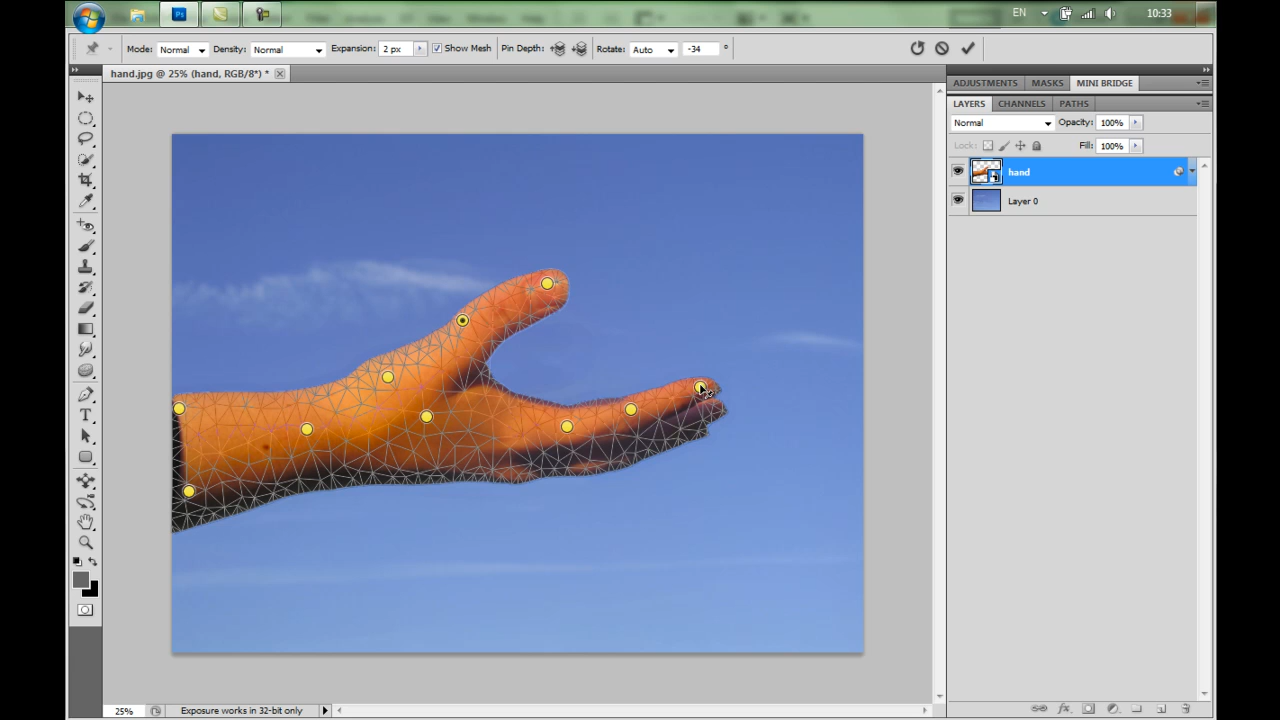 EN 10:33
Mode: Normal Density: Normal Expansion: 2 px Show Mesh Pin Depth: Rotate: Auto -34 °
hand.jpg @ 25% (hand, RGB/8*) *
ADJUSTMENTS MASKS MINI BRIDGE
LAYERS CHANNELS PATHS
Normal Opacity: 100%
Lock: Fill: 100%
hand
Layer 0
25% Exposure works in 32-bit only